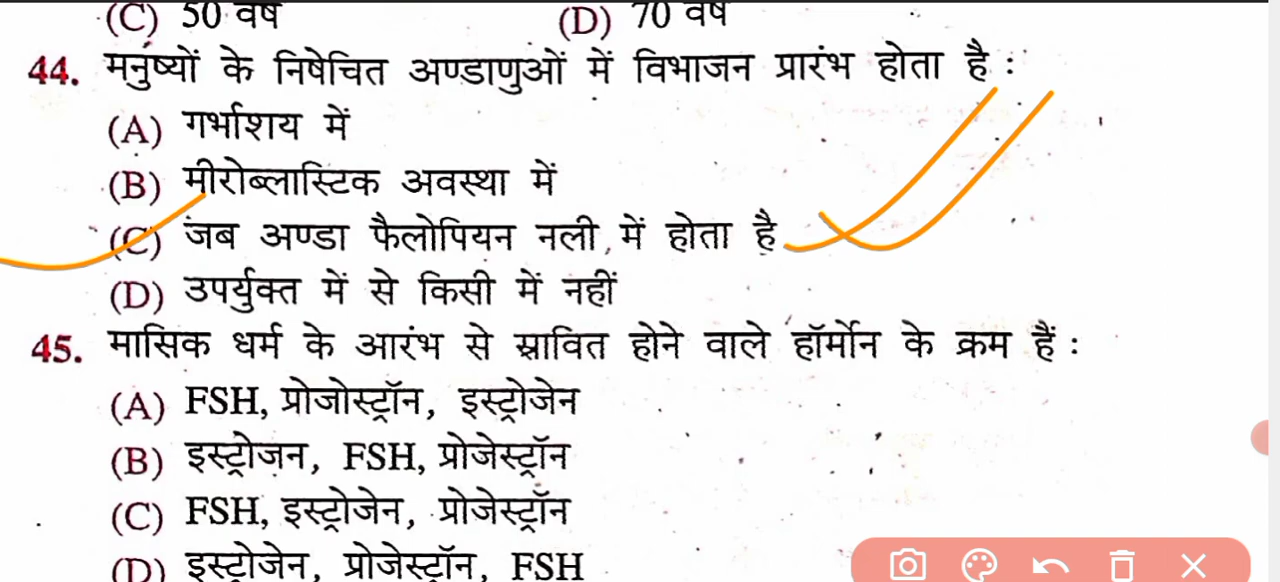 (C) 50 वर्ष (D) 70 वर्ष
44. मनुष्यों के निषेचित अण्डाणुओं में विभाजन प्रारंभ होता है :
(A) गर्भाशय में
(B) मीरोब्लास्टिक अवस्था में
(C) जब अण्डा फैलोपियन नली में होता है
(D) उपर्युक्त में से किसी में नहीं
45. मासिक धर्म के आरंभ से स्रावित होने वाले हॉर्मोन के क्रम हैं :
(A) FSH, प्रोजोस्ट्रॉन, इस्ट्रोजेन
(B) इस्ट्रोजन, FSH, प्रोजेस्ट्रॉन
(C) FSH, इस्ट्रोजेन, प्रोजेस्ट्रॉन
(D) इस्ट्रोजेन, प्रोजेस्ट्रॉन, FSH